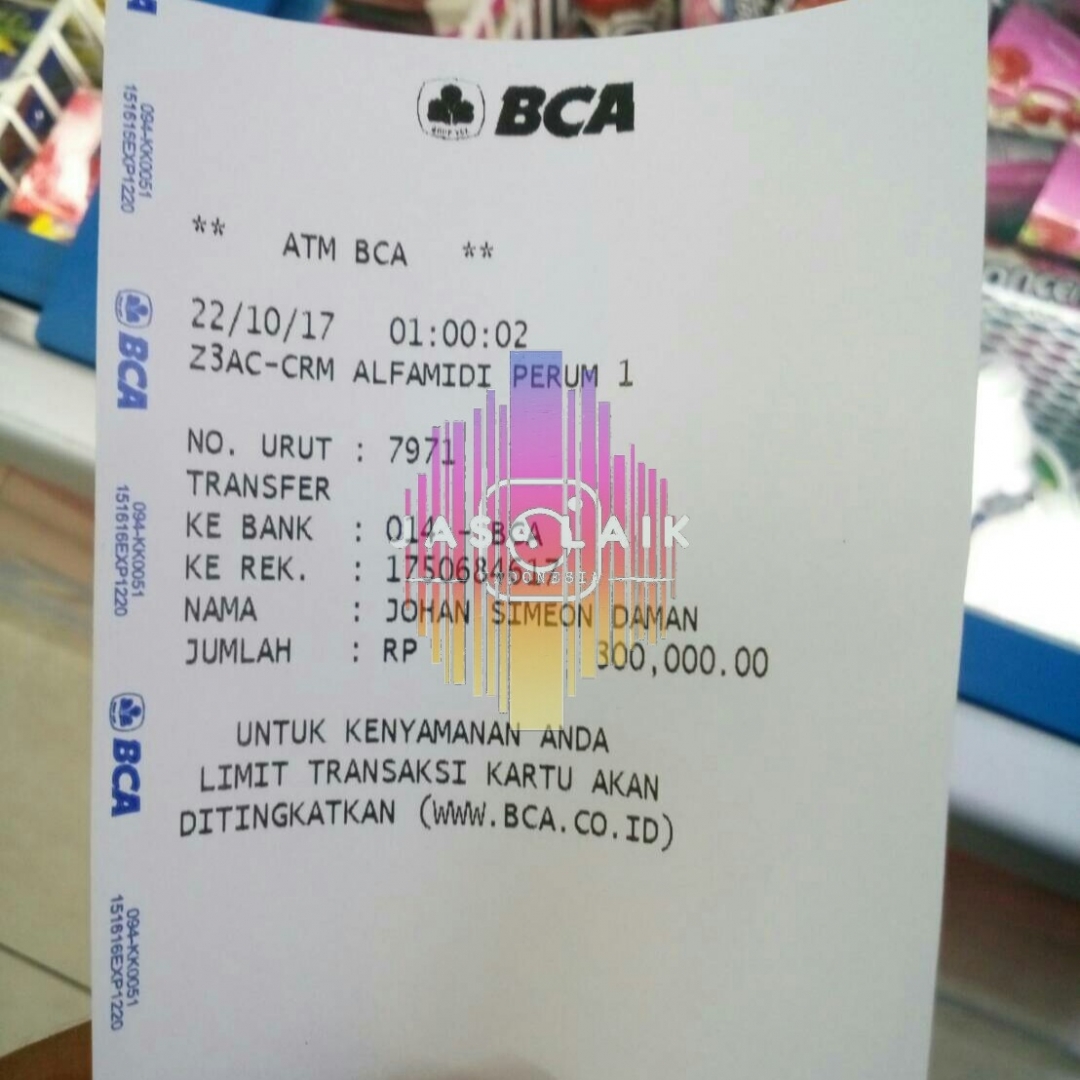 BCA
** ATM BCA **
22/10/17 01:00:02
Z3AC-CRM ALFAMIDI PERUM 1
NO. URUT : 7971
TRANSFER
KE BANK : 014 - BCA
KE REK. : 1750684617
NAMA : JOHAN SIMEON DAMAN
JUMLAH : RP 300,000.00
UNTUK KENYAMANAN ANDA
LIMIT TRANSAKSI KARTU AKAN
DITINGKATKAN (WWW.BCA.CO.ID)
JASA LAIK
INDONESIA
094-KK0051
151616EXP1220
BCA
094-KK0051
151616EXP1220
BCA
094-KK0051
151616EXP1220